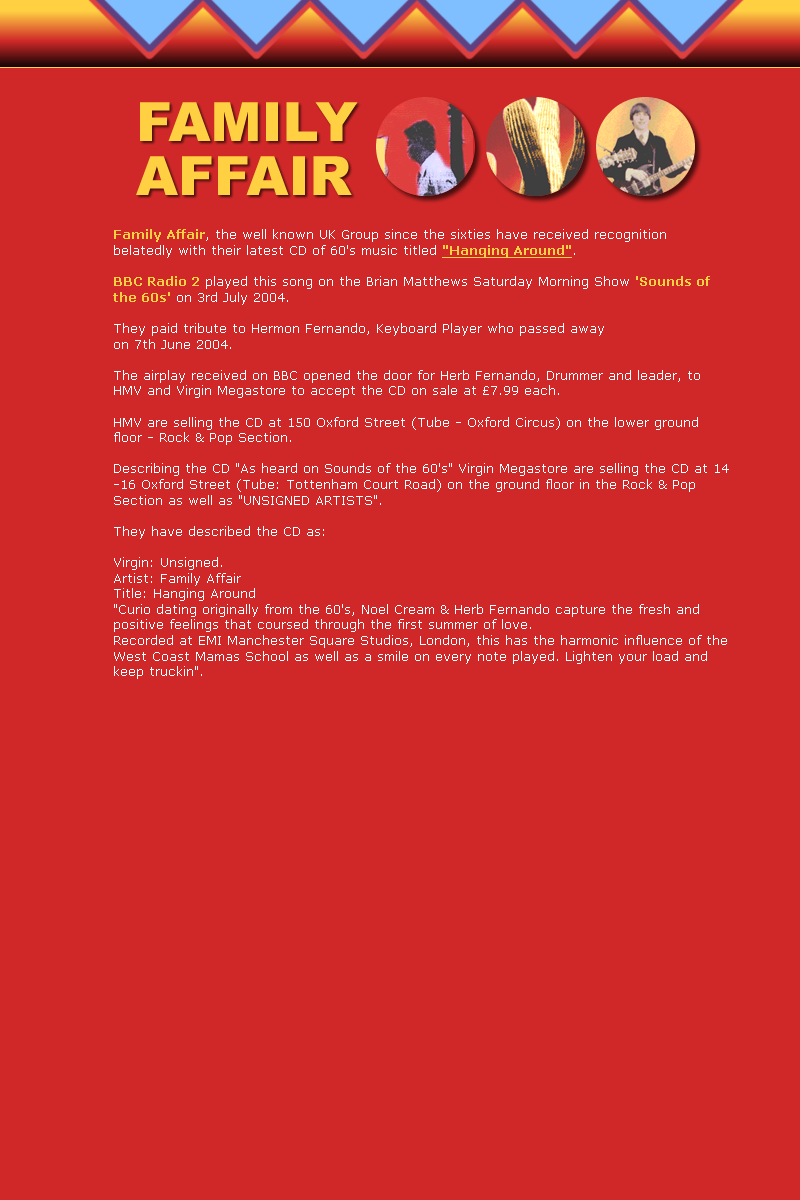 FAMILY
AFFAIR
Family Affair, the well known UK Group since the sixties have received recognition
belatedly with their latest CD of 60's music titled "Hanging Around".
BBC Radio 2 played this song on the Brian Matthews Saturday Morning Show 'Sounds of
the 60s' on 3rd July 2004.
They paid tribute to Hermon Fernando, Keyboard Player who passed away
on 7th June 2004.
The airplay received on BBC opened the door for Herb Fernando, Drummer and leader, to
HMV and Virgin Megastore to accept the CD on sale at £7.99 each.
HMV are selling the CD at 150 Oxford Street (Tube - Oxford Circus) on the lower ground
floor - Rock & Pop Section.
Describing the CD "As heard on Sounds of the 60's" Virgin Megastore are selling the CD at 14
-16 Oxford Street (Tube: Tottenham Court Road) on the ground floor in the Rock & Pop
Section as well as "UNSIGNED ARTISTS".
They have described the CD as:
Virgin: Unsigned.
Artist: Family Affair
Title: Hanging Around
"Curio dating originally from the 60's, Noel Cream & Herb Fernando capture the fresh and
positive feelings that coursed through the first summer of love.
Recorded at EMI Manchester Square Studios, London, this has the harmonic influence of the
West Coast Mamas School as well as a smile on every note played. Lighten your load and
keep truckin".